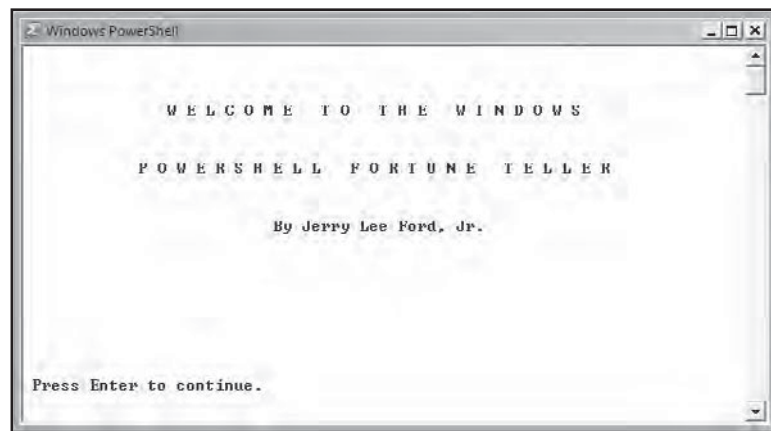 Windows PowerShell
W E L C O M E   T O   T H E   W I N D O W S
P O W E R S H E L L   F O R T U N E   T E L L E R
By Jerry Lee Ford, Jr.
Press Enter to continue.